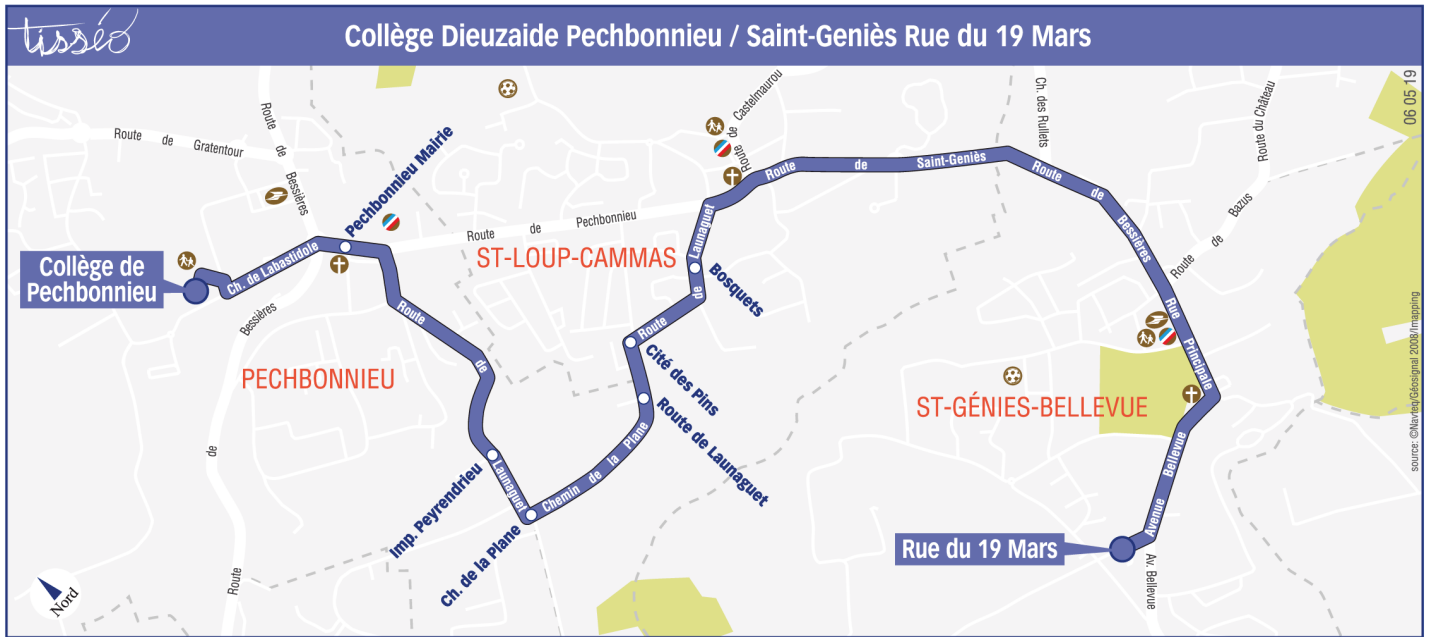 tisséo
Collège Dieuzaide Pechbonnieu / Saint-Geniès Rue du 19 Mars
06 05 19
Route de Gratentour
Route de Bessières
Pechbonnieu Mairie
Route de Castelmaurou
Ch. des Rullets
Route du Château
Route de Bazus
Route de Saint-Geniès
Route de Bessières
Route de Pechbonnieu
ST-LOUP-CAMMAS
Collège de
Pechbonnieu
Ch. de Labastidole
Route de Bessières
PECHBONNIEU
Route de Launaguet
Imp. Peyrendrieu
Ch. de la Plane
Chemin de la Plane
Route de Launaguet
Cité des Pins
Route de Launaguet
Bosquets
Rue Principale
ST-GÉNIES-BELLEVUE
Avenue Bellevue
Rue du 19 Mars
Av. Bellevue
Nord
source: ©Navteq/Géosignal 2008/Imapping